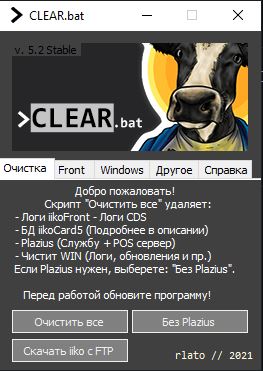 CLEAR.bat
v. 5.2 Stable
>CLEAR.bat
Очистка Front Windows Другое Справка
Добро пожаловать!
Скрипт "Очистить все" удаляет:
- Логи iikoFront - Логи CDS
- БД iikoCard5 (Подробнее в описании)
- Plazius (Службу + POS сервер)
- Чистит WIN (Логи, обновления и пр.)
Если Plazius нужен, выберете: "Без Plazius".
Перед работой обновите программу!
Очистить все Без Plazius
Скачать iiko с FTP
rlato // 2021